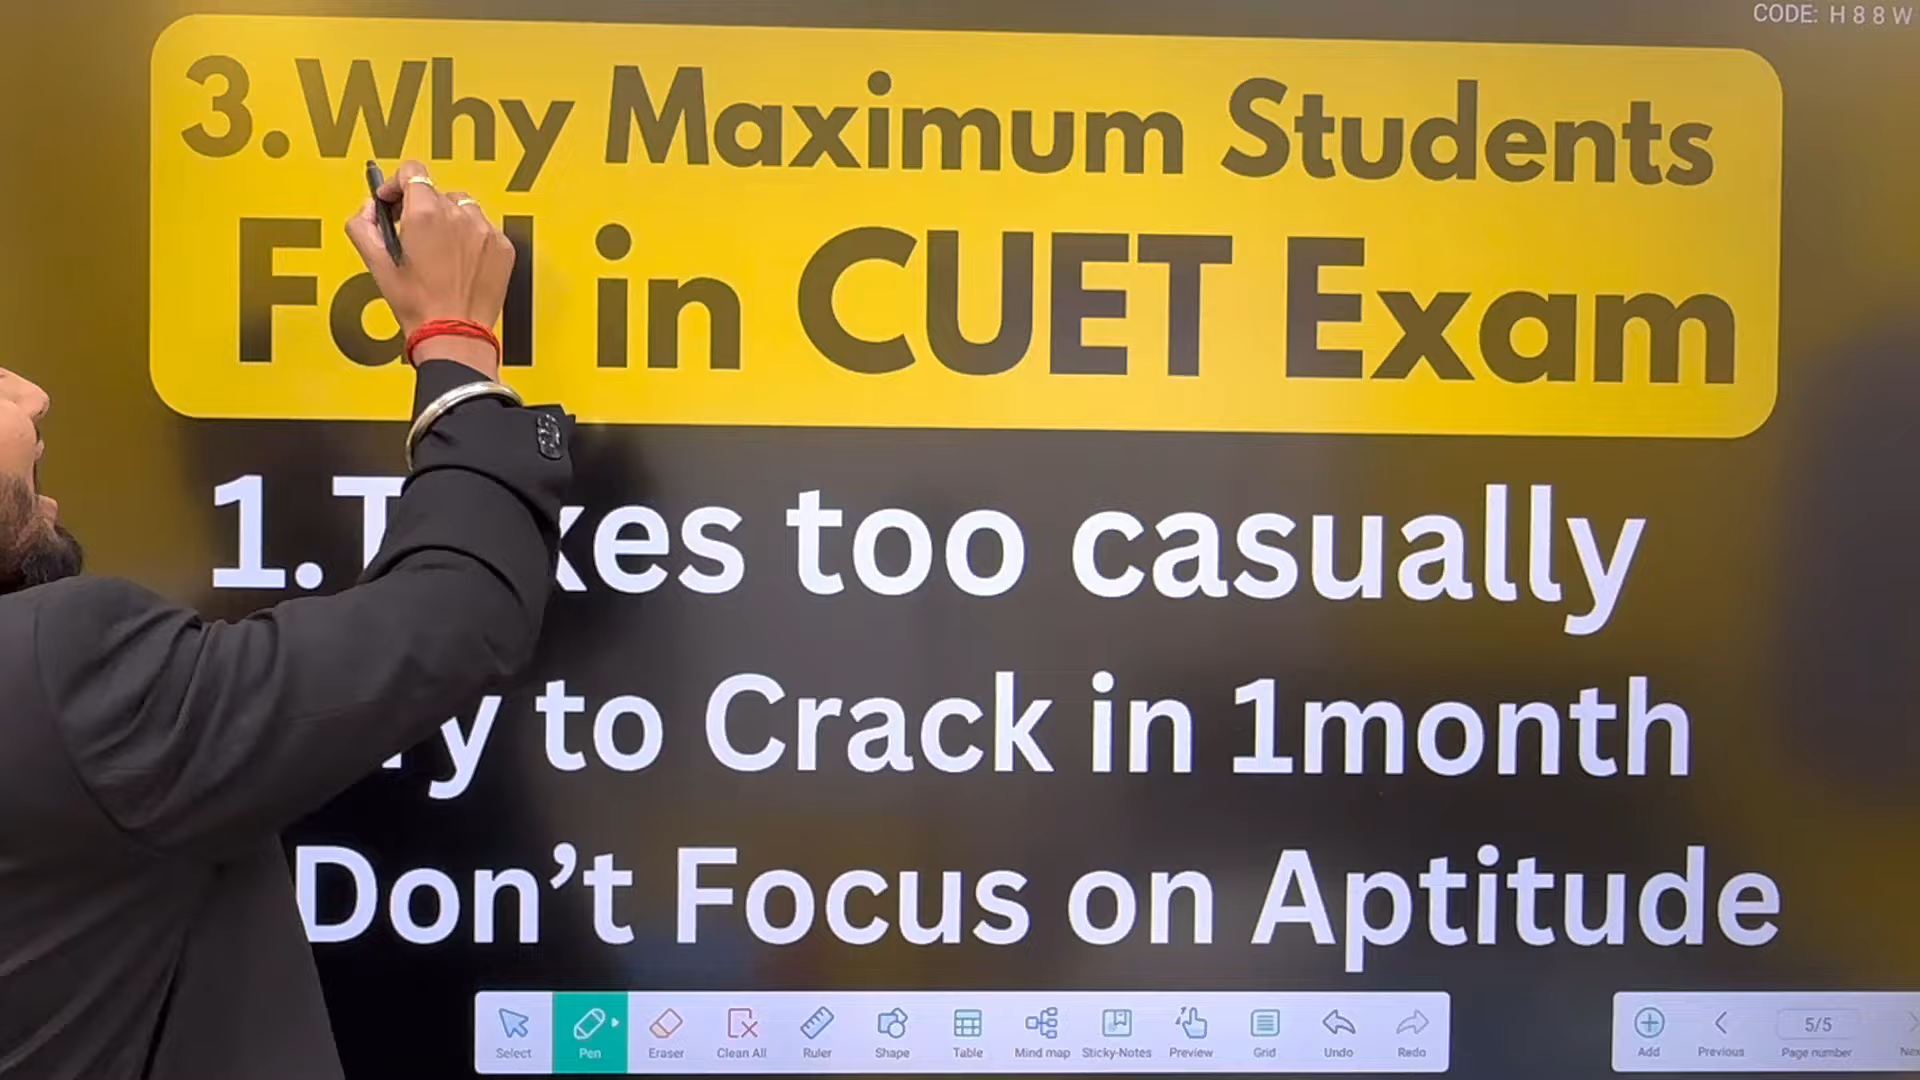 CODE: H 8 8 W
3.Why Maximum Students
in CUET Exam
1. too casually
to Crack in 1month
Don't Focus on Aptitude
Select
Pen
Eraser
Clean All
Ruler
Shape
Table
Mind map
Sticky-Notes
Preview
Grid
Undo
Redo
Add
Previous
5/5
Page number